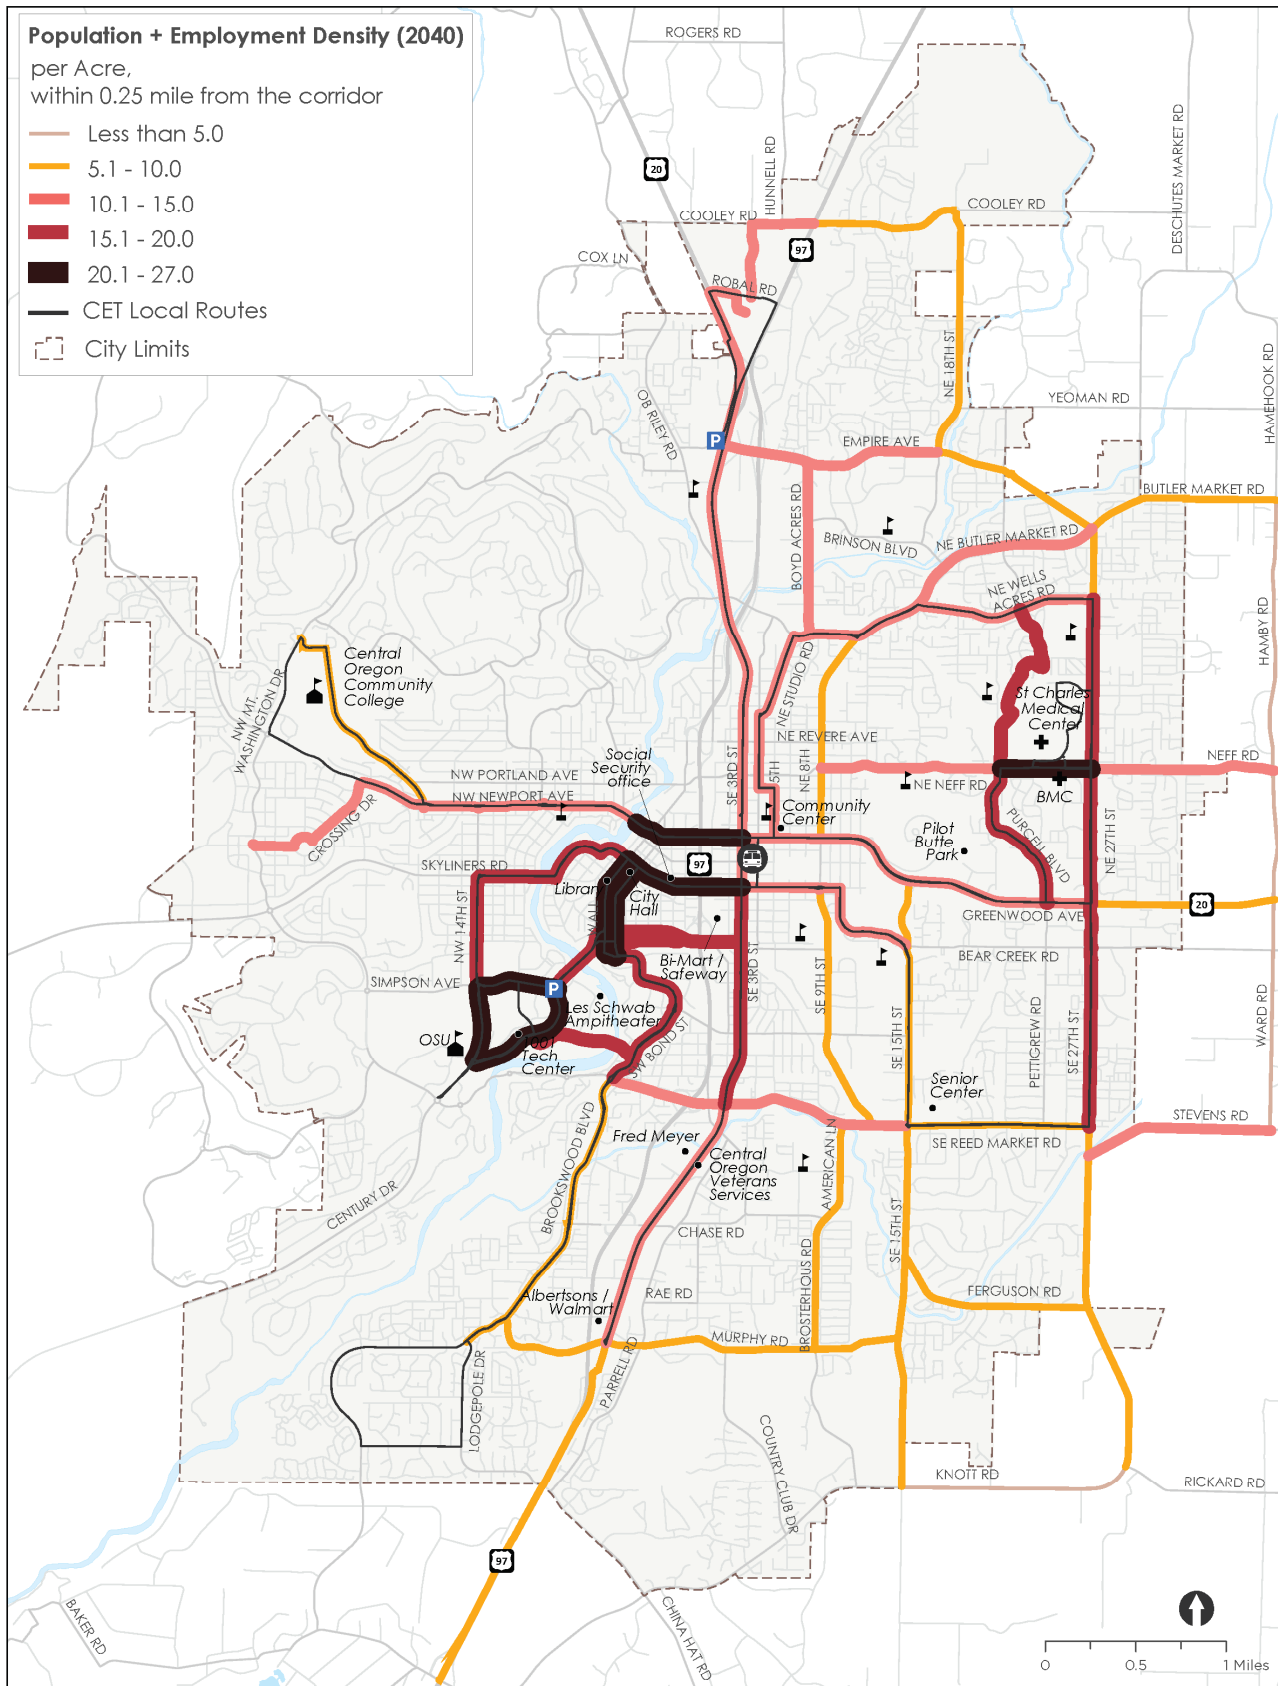 Population + Employment Density (2040)
per Acre,
within 0.25 mile from the corridor
Less than 5.0
5.1 - 10.0
10.1 - 15.0
15.1 - 20.0
20.1 - 27.0
CET Local Routes
City Limits
ROGERS RD
20
HUNNELL RD
DESCHUTES MARKET RD
COOLEY RD
COOLEY RD
97
COX LN
ROBAL RD
NE 18TH ST
HAMEHOOK RD
OB RILEY RD
YEOMAN RD
P
EMPIRE AVE
BUTLER MARKET RD
BOYD ACRES RD
BRINSON BLVD
NE BUTLER MARKET RD
NE WELLS
ACRES RD
HAMBY RD
Central
Oregon
Community
College
NW MT.
WASHINGTON DR
NE STUDIO RD
St Charles
Medical
Center
NE REVERE AVE
Social
Security
office
SE 3RD ST
5TH
NE 8TH
NEFF RD
NW PORTLAND AVE
NW NEWPORT AVE
NE NEFF RD
BMC
Community
Center
CROSSING DR
Pilot
Butte
Park
PURCELL BLVD
NE 27TH ST
SKYLINERS RD
97
Library
City
Hall
WALL
20
GREENWOOD AVE
NW 14TH ST
Bi-Mart /
Safeway
SE 3RD ST
SE 9TH ST
BEAR CREEK RD
SIMPSON AVE
P
Les Schwab
Ampitheater
PETTIGREW RD
SE 27TH ST.
WARD RD
OSU
1001
Tech
Center
SW BOND ST
SE 15TH ST
Senior
Center
STEVENS RD
BROOKSWOOD BLVD
Fred Meyer
AMERICAN LN
SE REED MARKET RD
Central
Oregon
Veterans
Services
CENTURY DR
CHASE RD
SE 15TH ST
BROSTERHOUS RD
Albertsons /
Walmart
RAE RD
FERGUSON RD
MURPHY RD
LODGEPOLE DR
PARRELL RD
COUNTRY CLUB DR
KNOTT RD
RICKARD RD
97
BAKER RD
CHINA HAT RD
0
0.5
1 Miles